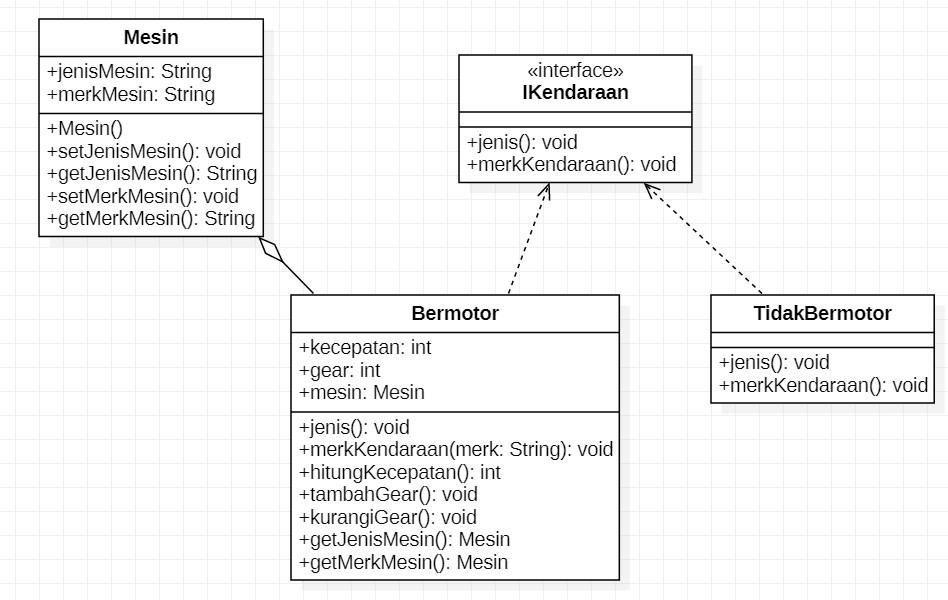 Mesin
+jenisMesin: String
+merkMesin: String
+Mesin()
+setJenisMesin(): void
+getJenisMesin(): String
+setMerkMesin(): void
+getMerkMesin(): String
«interface»
IKendaraan
+jenis(): void
+merkKendaraan(): void
Bermotor
+kecepatan: int
+gear: int
+mesin: Mesin
+jenis(): void
+merkKendaraan(merk: String): void
+hitungKecepatan(): int
+tambahGear(): void
+kurangiGear(): void
+getJenisMesin(): Mesin
+getMerkMesin(): Mesin
TidakBermotor
+jenis(): void
+merkKendaraan(): void